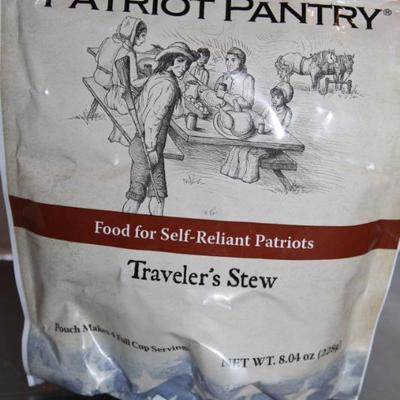 PATRIOT PANTRY®
Food for Self-Reliant Patriots
Traveler's Stew
Pouch Makes 4 Full Cup Servings
NET WT. 8.04 oz (228g)